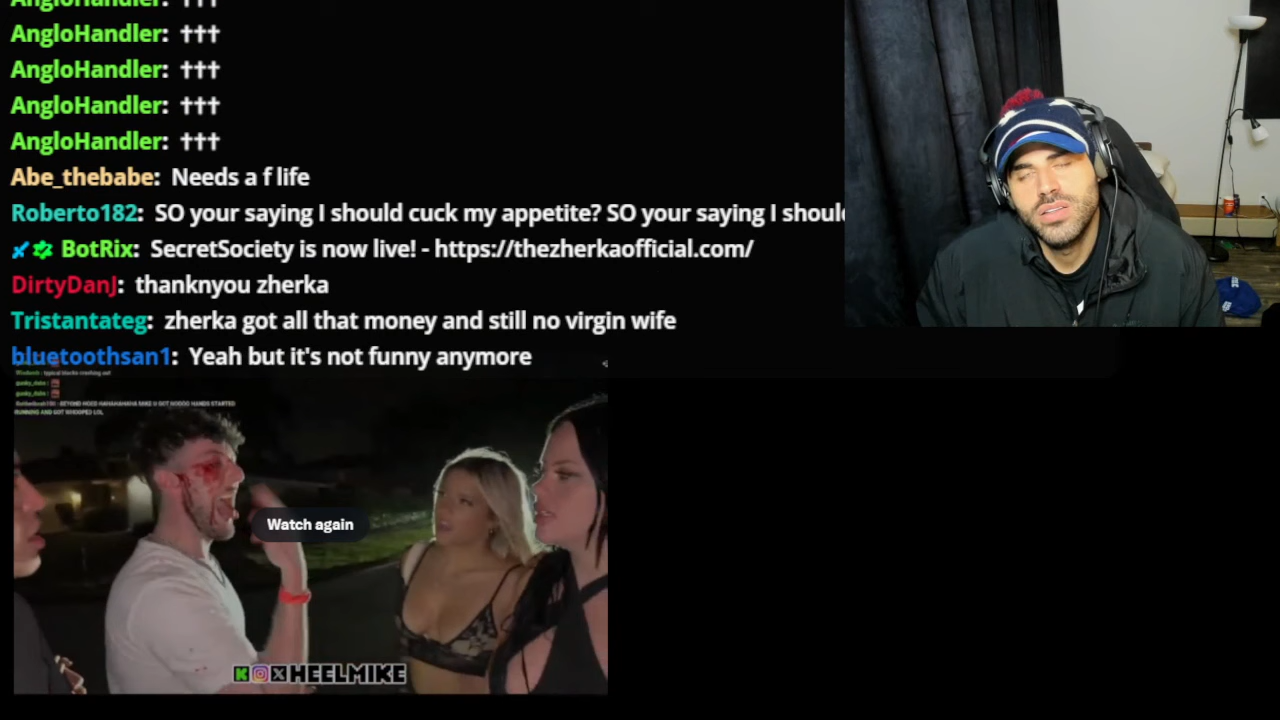 AngloHandler: †††
AngloHandler: †††
AngloHandler: †††
AngloHandler: †††
AngloHandler: †††
Abe_thebabe: Needs a f life
Roberto182: SO your saying I should cuck my appetite? SO your saying I shoul
BotRix: SecretSociety is now live! - https://thezherkaofficial.com/
DirtyDanJ: thanknyou zherka
Tristantateg: zherka got all that money and still no virgin wife
bluetoothsan1: Yeah but it's not funny anymore
Watch again
HEELMIKE